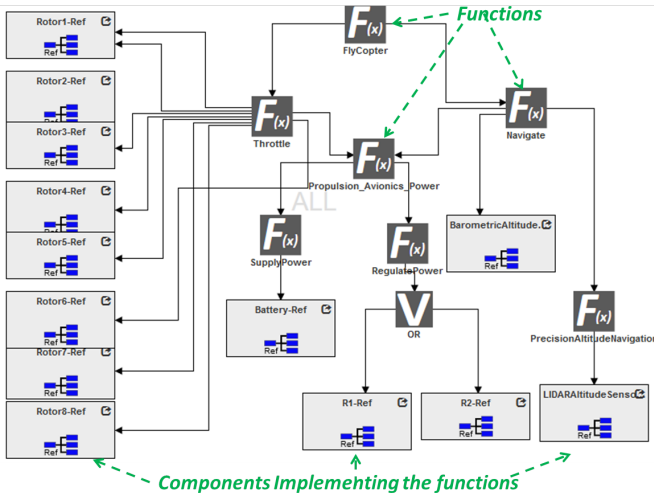 Functions
F(x)
FlyCopter
Rotor1-Ref
Ref
Rotor2-Ref
Rotor3-Ref
Ref
Rotor4-Ref
Ref
Rotor5-Ref
Ref
Rotor6-Ref
Ref
Rotor7-Ref
Ref
Rotor8-Ref
Ref
F(x)
Throttle
F(x)
Navigate
F(x)
Propulsion_Avionics_Power
ALL
F(x)
SupplyPower
F(x)
RegulatePower
BarometricAltitude.
Ref
Battery-Ref
Ref
V
OR
F(x)
PrecisionAltitudeNavigation
R1-Ref
Ref
R2-Ref
Ref
LIDARAltitudeSenso
Ref
Components Implemehting the functions